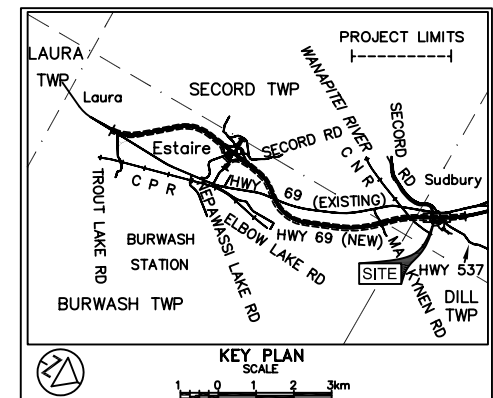 PROJECT LIMITS
LAURA
TWP
Laura
SECOND TWP
WANAPITEI RIVER
SECORD RD
Estaire
SECORD RD
C N R
Sudbury
HWY 69 (EXISTING)
C P R
TROUT LAKE RD
NEPAWASSI LAKE RD
ELBOW LAKE RD
HWY 69 (NEW)
BURWASH
STATION
MAKYNEN RD
SITE
HWY 537
DILL
TWP
BURWASH TWP
KEY PLAN
SCALE
1 0 1 2 3km